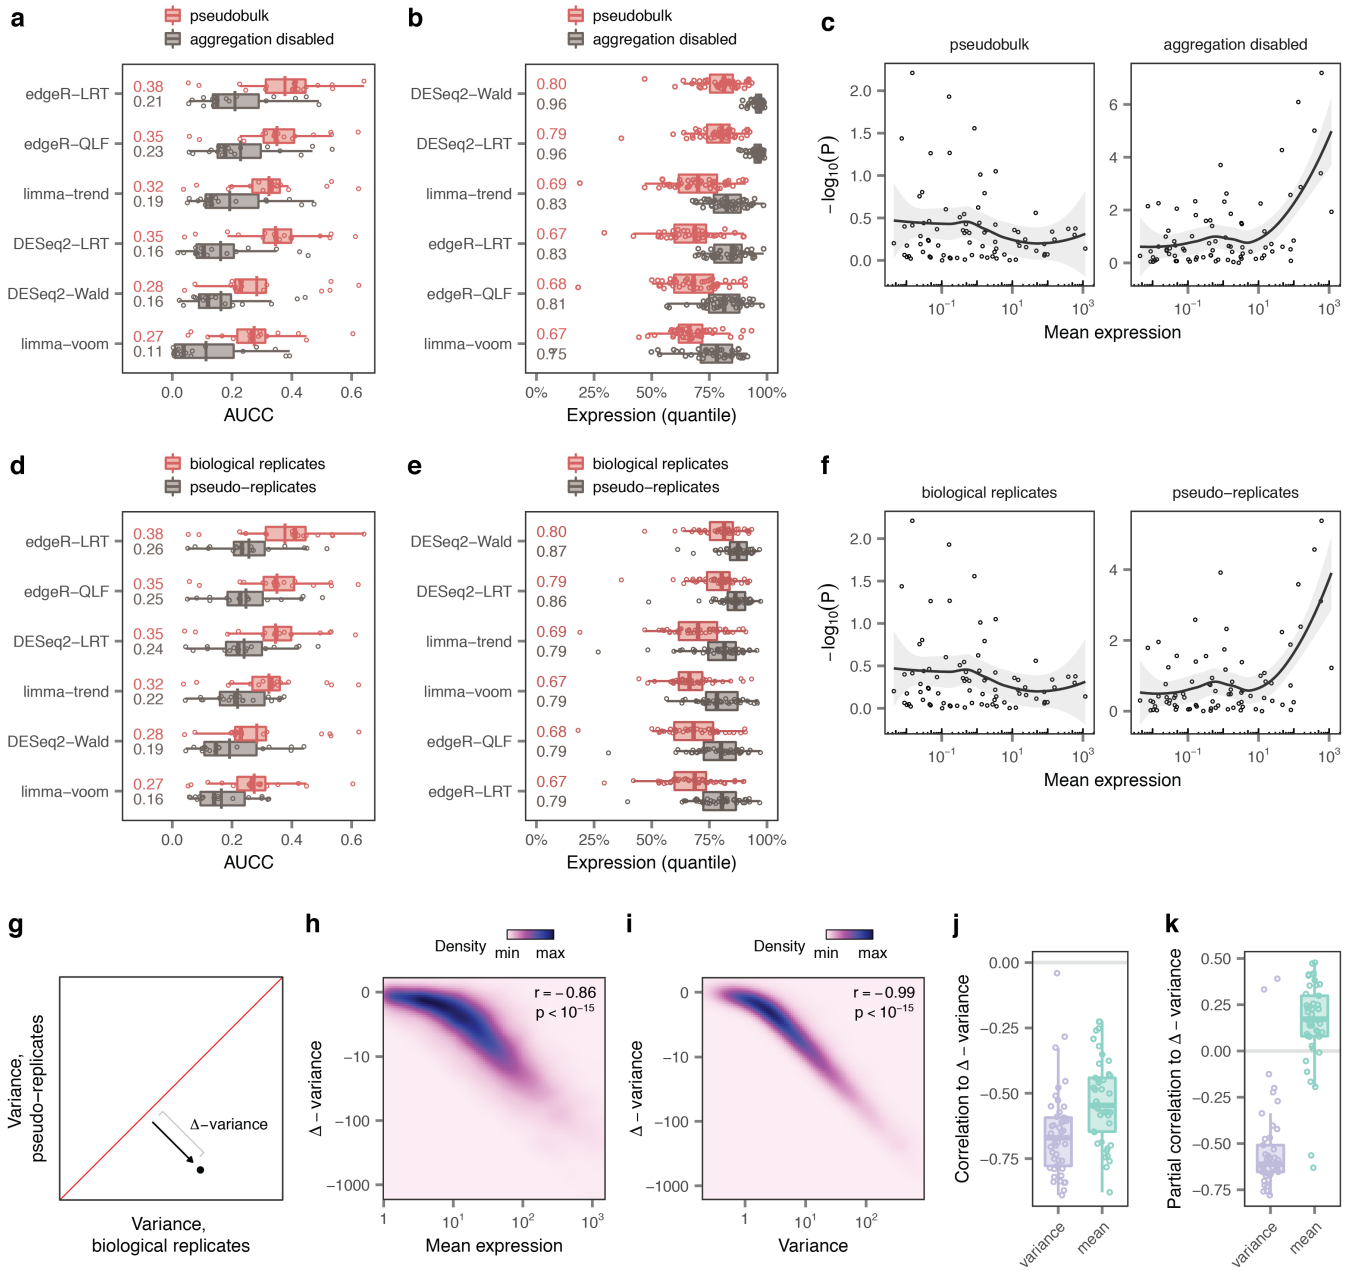 a
pseudobulk
aggregation disabled
edgeR−LRT
0.38
0.21
edgeR−QLF
0.35
0.23
limma−trend
0.32
0.19
DESeq2−LRT
0.35
0.16
DESeq2−Wald
0.28
0.16
limma−voom
0.27
0.11
0.0 0.2 0.4 0.6
AUCC
b
pseudobulk
aggregation disabled
DESeq2−Wald
0.80
0.96
DESeq2−LRT
0.79
0.96
limma−trend
0.69
0.83
edgeR−LRT
0.67
0.83
edgeR−QLF
0.68
0.81
limma−voom
0.67
0.75
0% 25% 50% 75% 100%
Expression (quantile)
c
pseudobulk
aggregation disabled
−log10(P)
2.0
1.5
1.0
0.5
0.0
6
4
2
0
10−1 101 103
10−1 101 103
Mean expression
d
biological replicates
pseudo−replicates
edgeR−LRT
0.38
0.26
edgeR−QLF
0.35
0.25
DESeq2−LRT
0.35
0.24
limma−trend
0.32
0.22
DESeq2−Wald
0.28
0.19
limma−voom
0.27
0.16
0.0 0.2 0.4 0.6
AUCC
e
biological replicates
pseudo−replicates
DESeq2−Wald
0.80
0.87
DESeq2−LRT
0.79
0.86
limma−trend
0.69
0.79
limma−voom
0.67
0.79
edgeR−QLF
0.68
0.79
edgeR−LRT
0.67
0.79
0% 25% 50% 75% 100%
Expression (quantile)
f
biological replicates
pseudo−replicates
−log10(P)
2.0
1.5
1.0
0.5
0.0
4
2
0
10−1 101 103
10−1 101 103
Mean expression
g
Variance,
pseudo−replicates
Δ−variance
Variance,
biological replicates
h
Density
min max
r = −0.86
p < 10−15
Δ − variance
0
−10
−100
−1000
1 101 102 103
Mean expression
i
Density
min max
r = −0.99
p < 10−15
Δ − variance
0
−10
−100
−1000
1 10 102
Variance
j
Correlation to Δ − variance
0.00
−0.25
−0.50
−0.75
variance
mean
k
Partial correlation to Δ − variance
0.50
0.25
0.00
−0.25
−0.50
−0.75
variance
mean